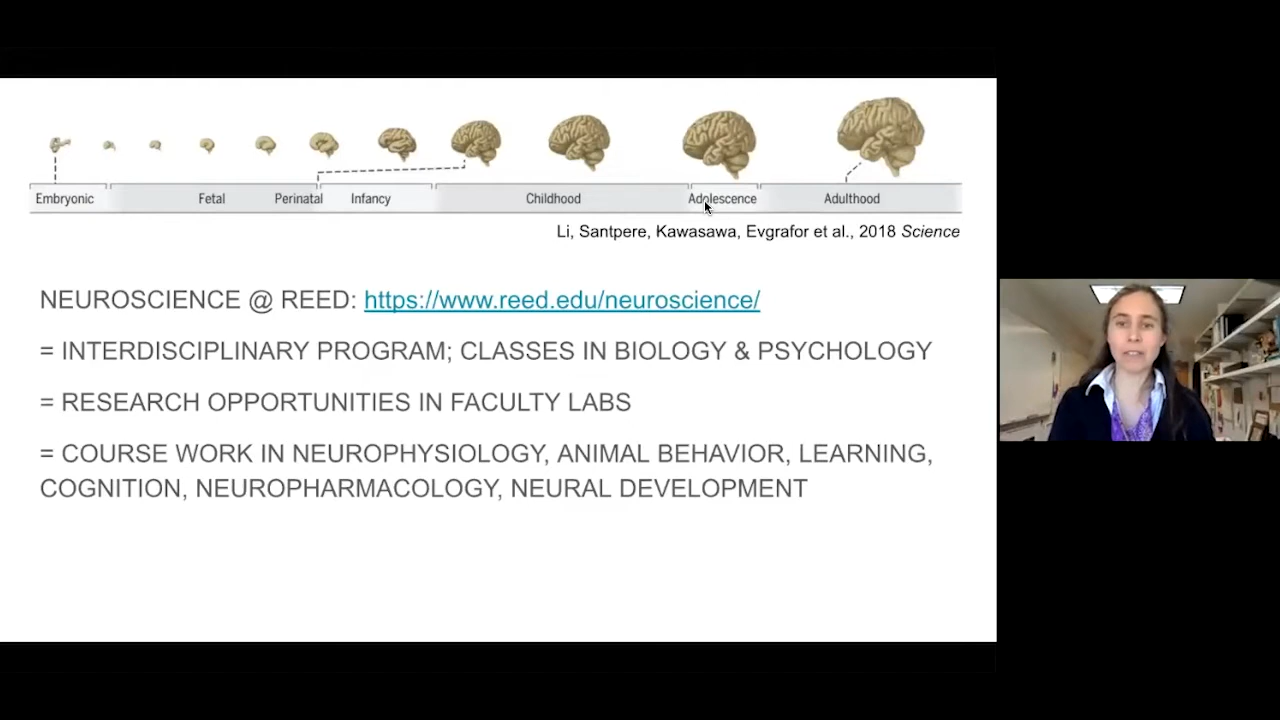 Embryonic Fetal Perinatal Infancy Childhood Adolescence Adulthood
Li, Santpere, Kawasawa, Evgrafor et al., 2018 Science
NEUROSCIENCE @ REED: https://www.reed.edu/neuroscience/
= INTERDISCIPLINARY PROGRAM; CLASSES IN BIOLOGY & PSYCHOLOGY
= RESEARCH OPPORTUNITIES IN FACULTY LABS
= COURSE WORK IN NEUROPHYSIOLOGY, ANIMAL BEHAVIOR, LEARNING,
COGNITION, NEUROPHARMACOLOGY, NEURAL DEVELOPMENT